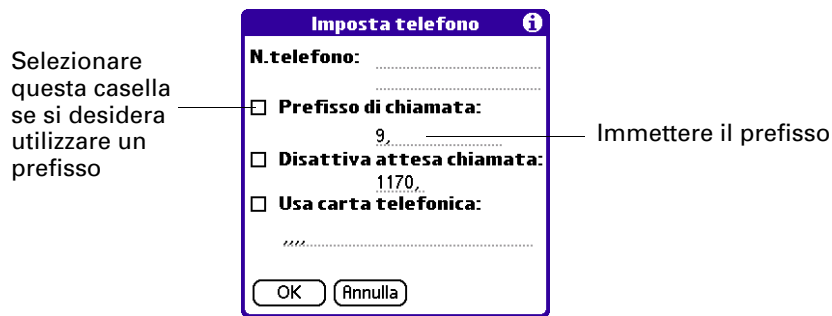 Imposta telefono i
N.telefono:
Selezionare
questa casella
se si desidera
utilizzare un
prefisso
Prefisso di chiamata:
9,
Immettere il prefisso
Disattiva attesa chiamata:
1170,
Usa carta telefonica:
,,,,
OK Annulla